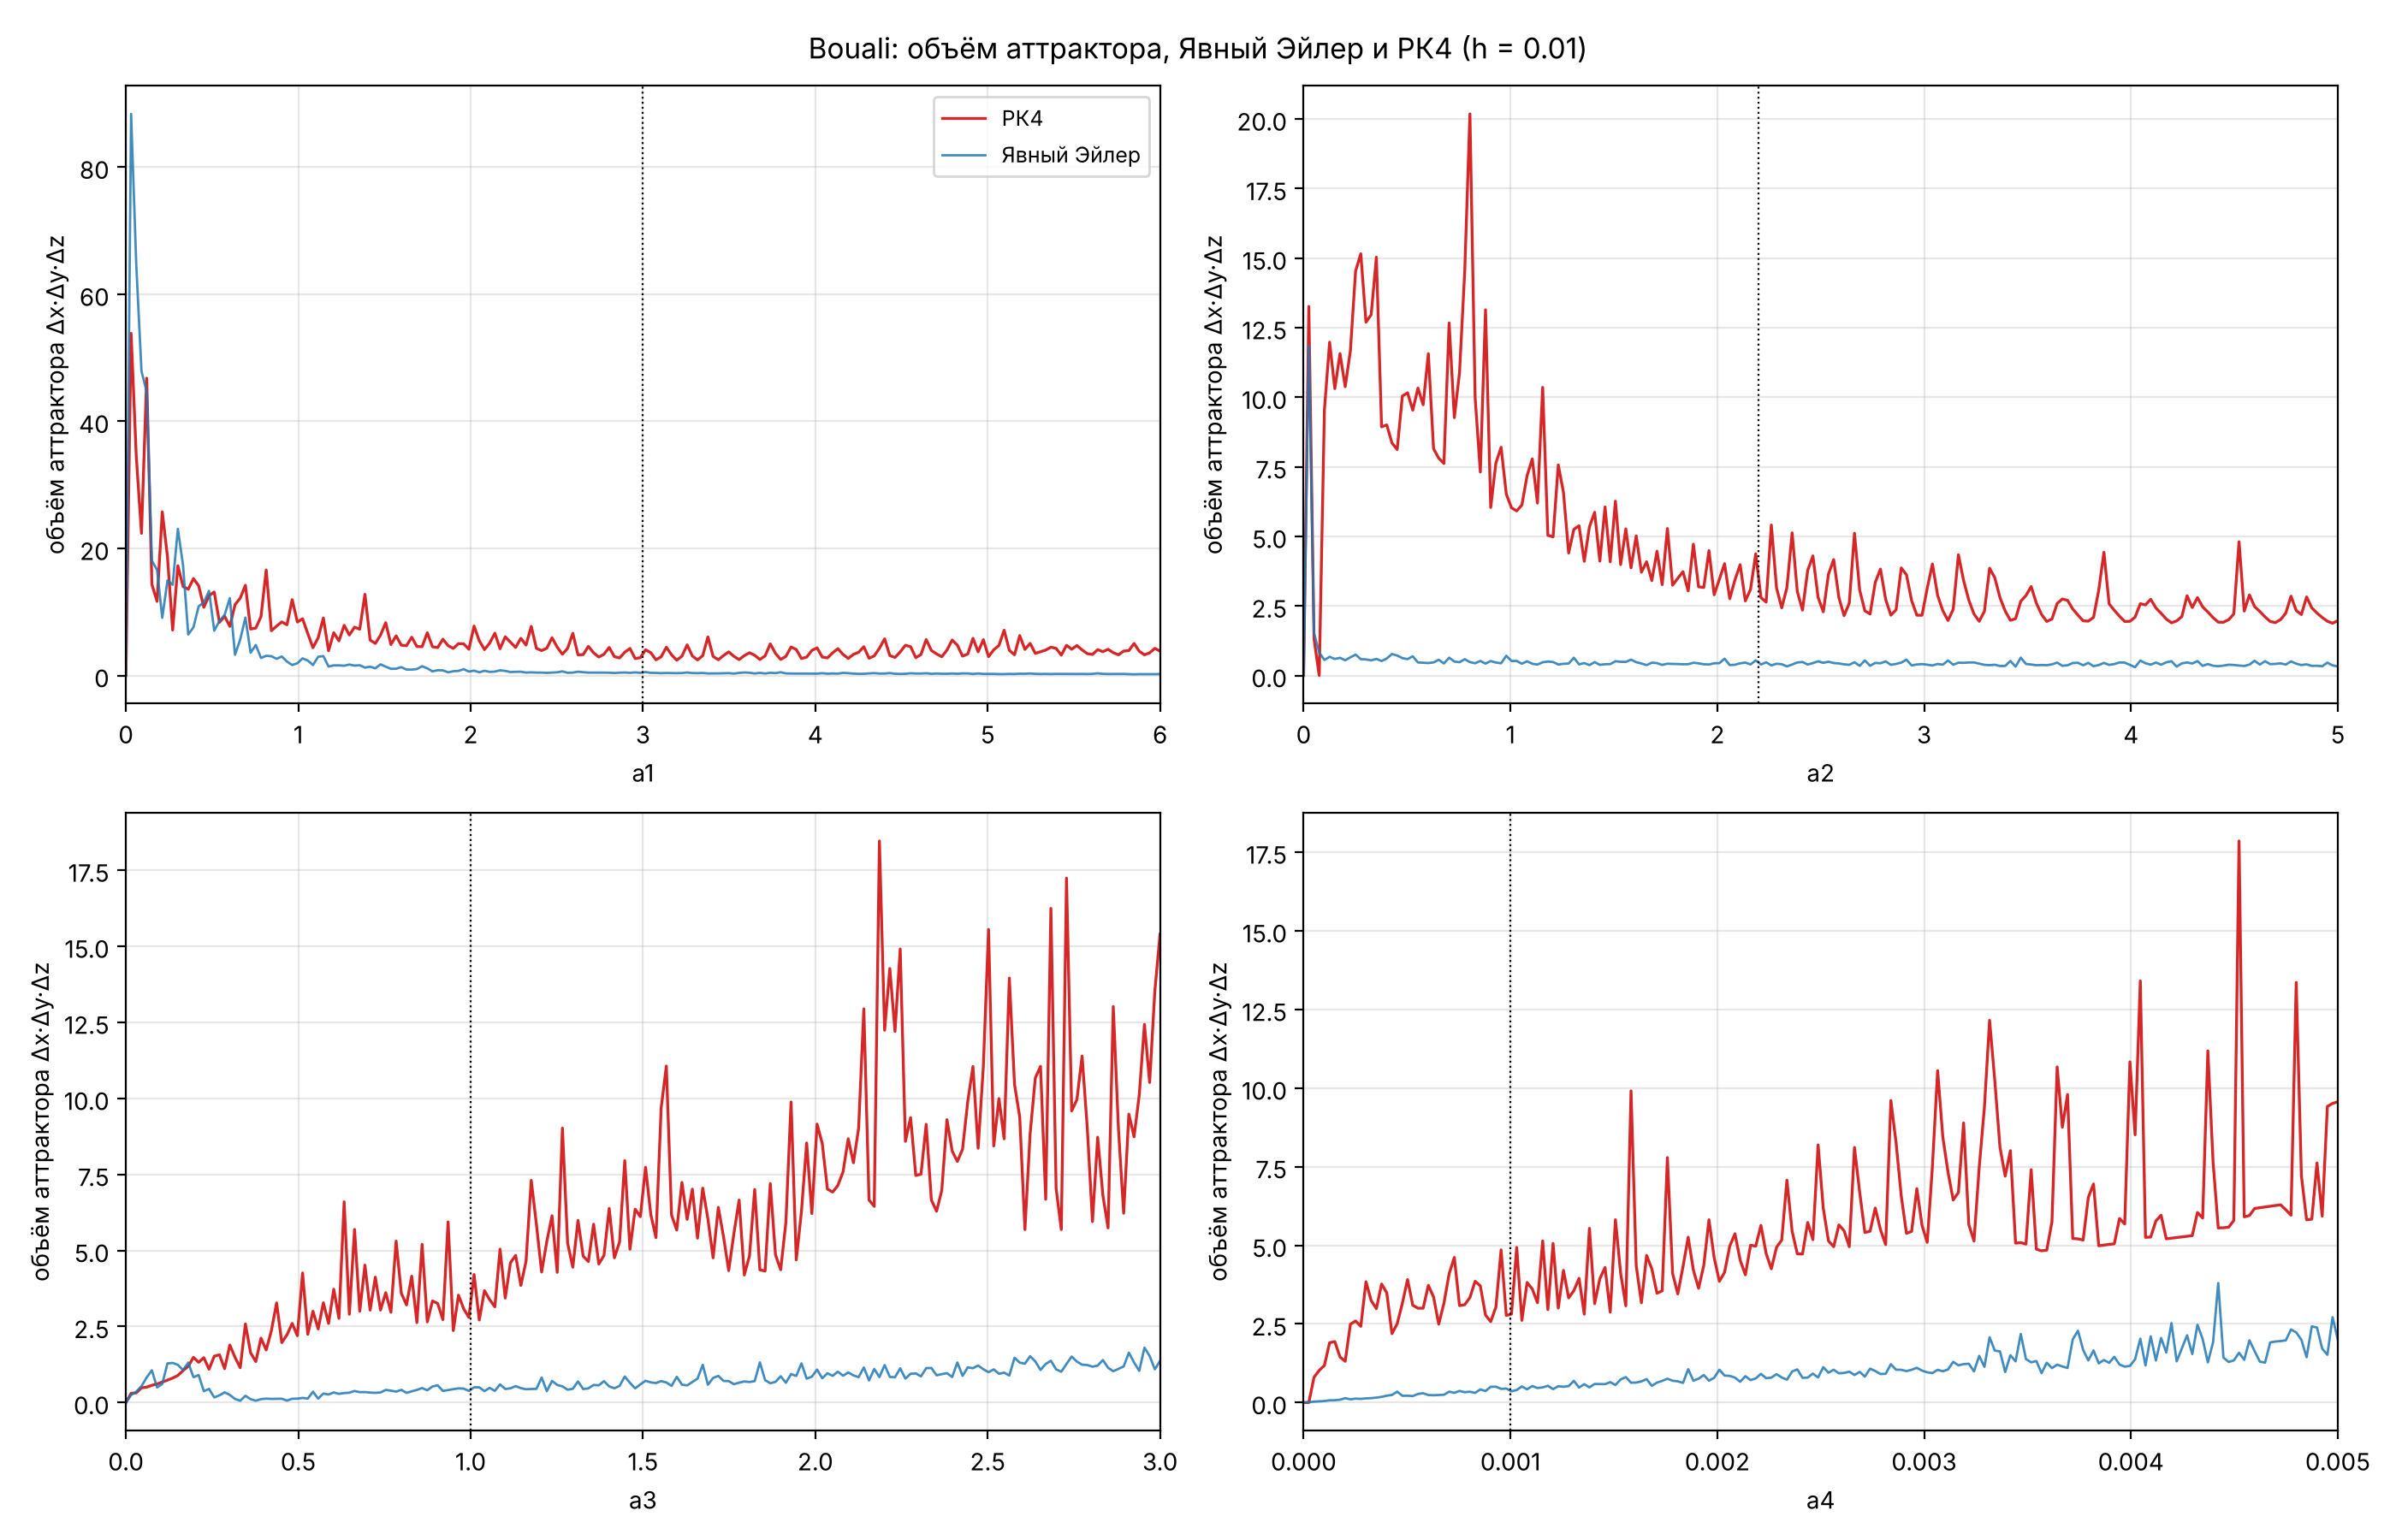 Bouali: объём аттрактора, Явный Эйлер и РК4 (h = 0.01)
объём аттрактора Δx·Δy·Δz
80
60
40
20
0
РК4
Явный Эйлер
0 1 2 3 4 5 6
a1
объём аттрактора Δx·Δy·Δz
20.0
17.5
15.0
12.5
10.0
7.5
5.0
2.5
0.0
0 1 2 3 4 5
a2
объём аттрактора Δx·Δy·Δz
17.5
15.0
12.5
10.0
7.5
5.0
2.5
0.0
0.0 0.5 1.0 1.5 2.0 2.5 3.0
a3
объём аттрактора Δx·Δy·Δz
17.5
15.0
12.5
10.0
7.5
5.0
2.5
0.0
0.000 0.001 0.002 0.003 0.004 0.005
a4